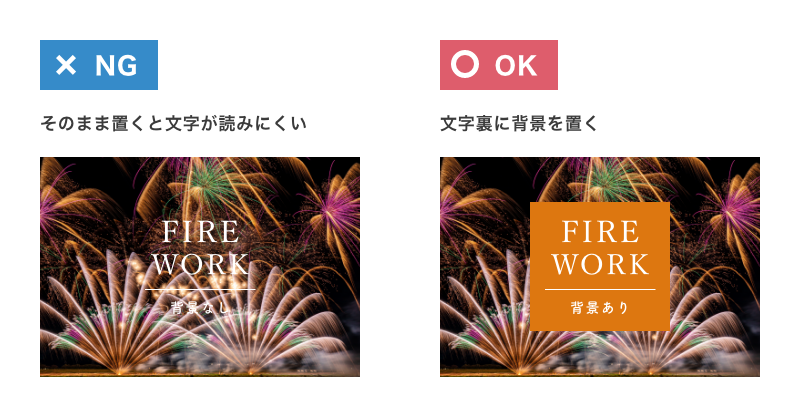 × NG
そのまま置くと文字が読みにくい
FIRE
WORK
背景なし
○ OK
文字裏に背景を置く
FIRE
WORK
背景あり